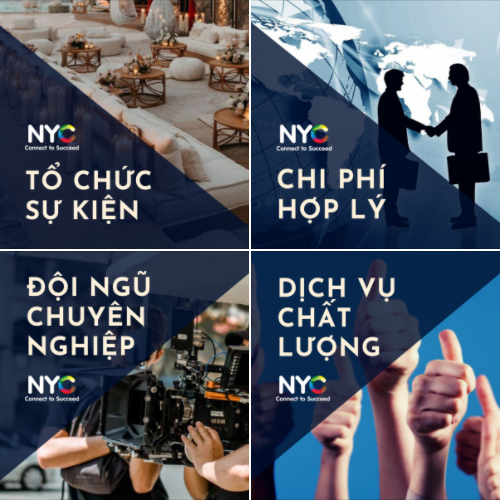 NYC
Connect to Succeed
TỔ CHỨC
SỰ KIỆN
NYC
Connect to Succeed
CHI PHÍ
HỢP LÝ
ĐỘI NGŨ
CHUYÊN
NGHIỆP
NYC
Connect to Succeed
DỊCH VỤ
CHẤT
LƯỢNG
NYC
Connect to Succeed